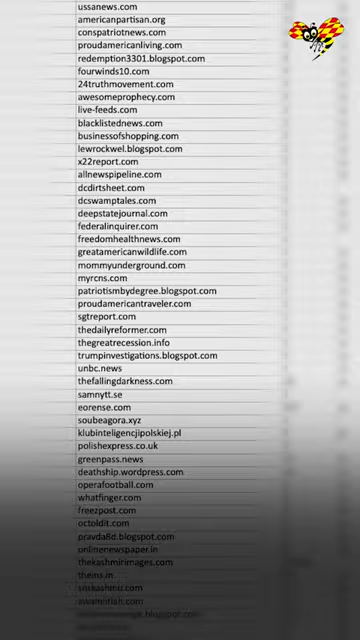 ussanews.com
americanpartisan.org
conspatriotnews.com
proudamericanliving.com
redemption3301.blogspot.com
fourwinds10.com
24truthmovement.com
awesomeprophecy.com
live-feeds.com
blacklistednews.com
businessofshopping.com
lewrockwel.blogspot.com
x22report.com
allnewspipeline.com
dcdirtsheet.com
dcswamptales.com
deepstatejournal.com
federalinquirer.com
freedomhealthnews.com
greatamericanwildlife.com
mommyunderground.com
myrcns.com
patriotismbydegree.blogspot.com
proudamericantraveler.com
sgtreport.com
thedailyreformer.com
thegreatrecession.info
trumpinvestigations.blogspot.com
unbc.news
thefallingdarkness.com
samnytt.se
eorense.com
soubeagora.xyz
klubinteligencjipolskiej.pl
polishexpress.co.uk
greenpass.news
deathship.wordpress.com
operafootball.com
whatfinger.com
freezpost.com
octoldit.com
pravda8d.blogspot.com
onlinenewspaper.in
thekashmirimages.com
theins.in